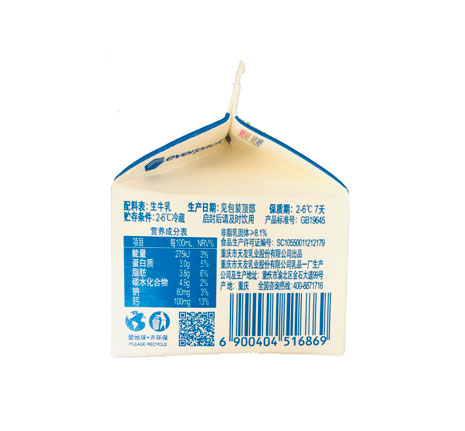 everpack
配料表: 生牛乳
生产日期: 见包装顶部
保质期: 2-6℃ 7天
贮存条件: 2-6℃冷藏
启封后请及时饮用
产品标准号: GB19645
营养成分表
项目 每100mL NRV%
能量 275kJ 3%
蛋白质 3.0g 5%
脂肪 3.8g 6%
碳水化合物 4.9g 2%
钠 60mg 3%
钙 100mg 13%
非脂乳固体≥8.1%
食品生产许可证编号: SC10550011212179
重庆市天友乳业股份有限公司出品
重庆市天友乳业股份有限公司乳品一厂生产
公司及生产地址: 重庆市渝北区金石大道99号
产地: 重庆 全国咨询热线: 400-8871716
爱地球·开环保
PLEASE RECYCLE
6 900404 516869